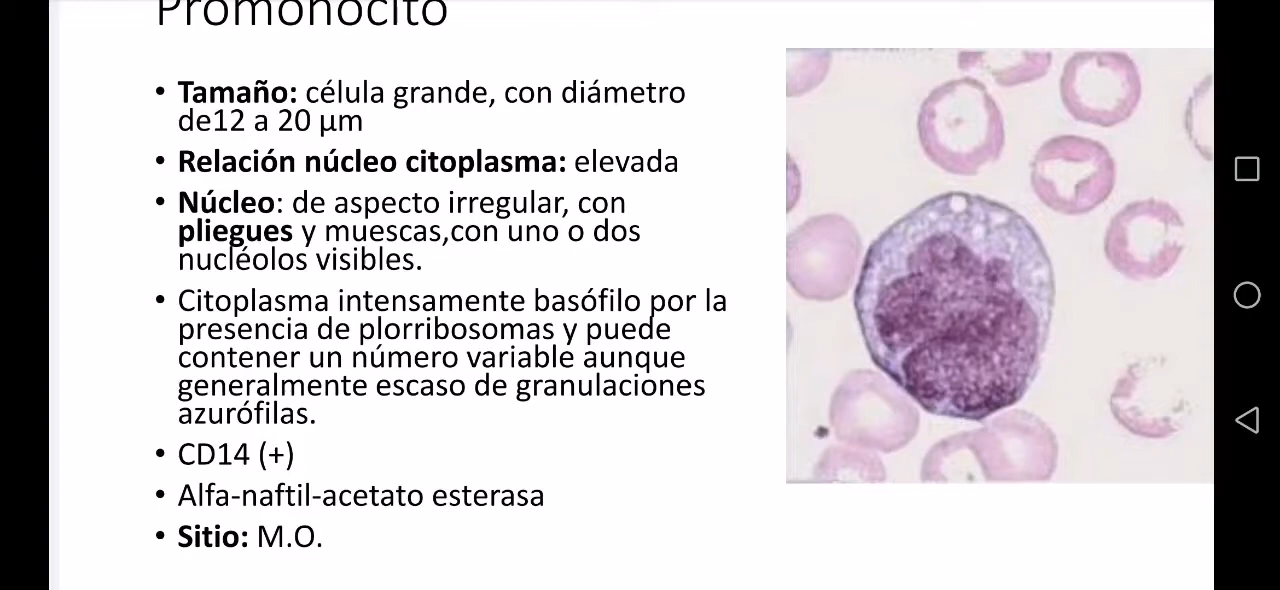 Promonocito
• Tamaño: célula grande, con diámetro
de12 a 20 µm
• Relación núcleo citoplasma: elevada
• Núcleo: de aspecto irregular, con
pliegues y muescas,con uno o dos
nucléolos visibles.
• Citoplasma intensamente basófilo por la
presencia de plorribosomas y puede
contener un número variable aunque
generalmente escaso de granulaciones
azurófilas.
• CD14 (+)
• Alfa-naftil-acetato esterasa
• Sitio: M.O.